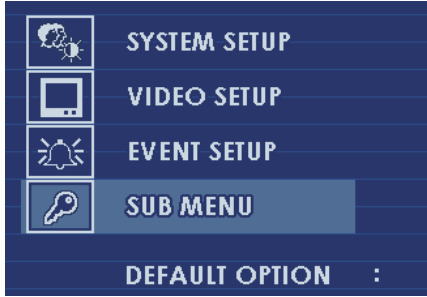 SYSTEM SETUP
VIDEO SETUP
EVENT SETUP
SUB MENU
DEFAULT OPTION :